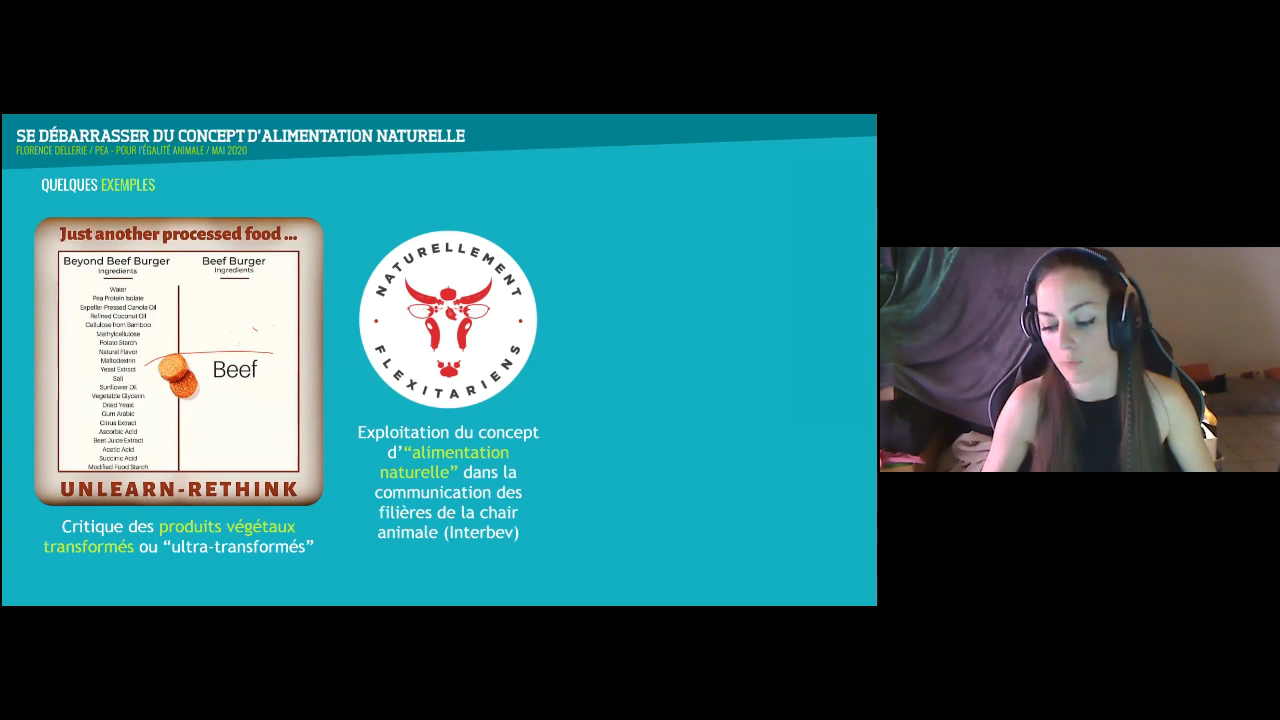 SE DÉBARRASSER DU CONCEPT D'ALIMENTATION NATURELLE
FLORENCE DELLERIE / PEA - POUR l'ÉGALITÉ ANIMALE / MAI 2020
QUELQUES EXEMPLES
Just another processed food ...
Beyond Beef Burger
Ingredients
Water
Pea Protein Isolate
Expeller-Pressed Canola Oil
Refined Coconut Oil
Cellulose from Bamboo
Methylcellulose
Potato Starch
Natural Flavor
Maltodextrin
Yeast Extract
Salt
Sunflower Oil
Vegetable Glycerin
Dried Yeast
Gum Arabic
Citrus Extract
Ascorbic Acid
Beet Juice Extract
Acetic Acid
Succinic Acid
Modified Food Starch
Beef Burger
Ingredients
Beef
UNLEARN-RETHINK
Critique des produits végétaux
transformés ou “ultra-transformés”
NATURELLEMENT
FLEXITARIENS
Exploitation du concept
d’“alimentation
naturelle” dans la
communication des
filières de la chair
animale (Interbev)